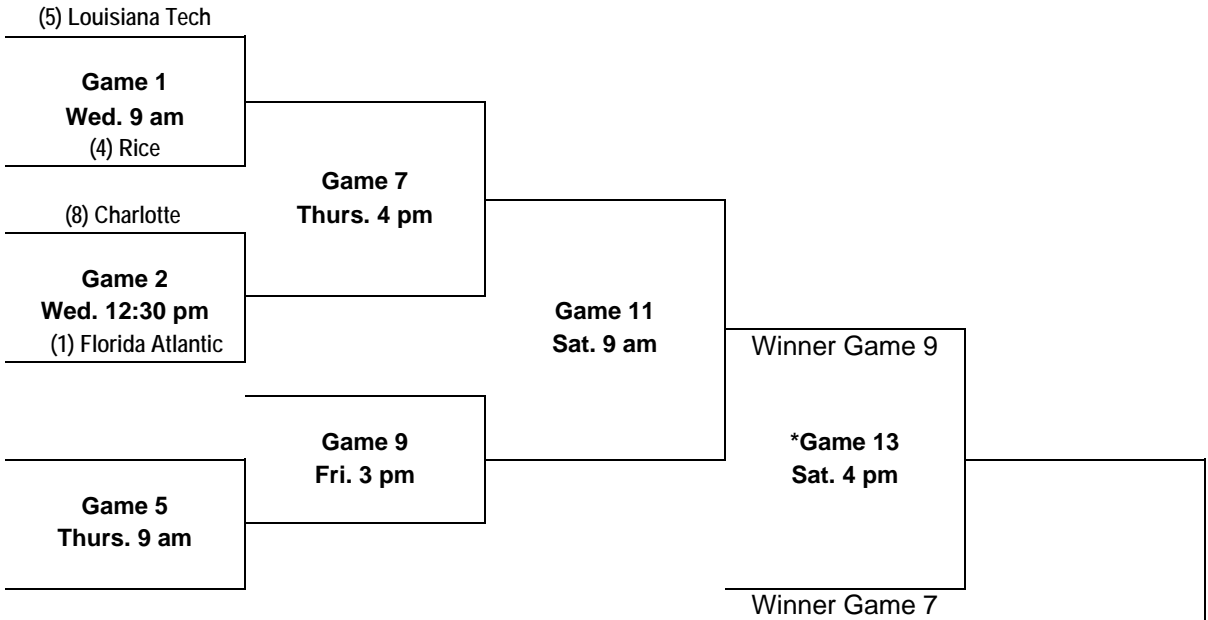 (5) Louisiana Tech
Game 1
Wed. 9 am
(4) Rice
Game 7
Thurs. 4 pm
(8) Charlotte
Game 2
Wed. 12:30 pm
(1) Florida Atlantic
Game 11
Sat. 9 am
Winner Game 9
Game 9
Fri. 3 pm
*Game 13
Sat. 4 pm
Game 5
Thurs. 9 am
Winner Game 7